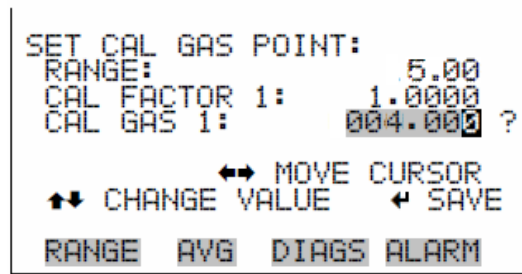 SET CAL GAS POINT:
RANGE: 5.00
CAL FACTOR 1: 1.0000
CAL GAS 1: 004.000 ?
⬅➡ MOVE CURSOR
⬆⬇ CHANGE VALUE ↵ SAVE
RANGE AVG DIAGS ALARM